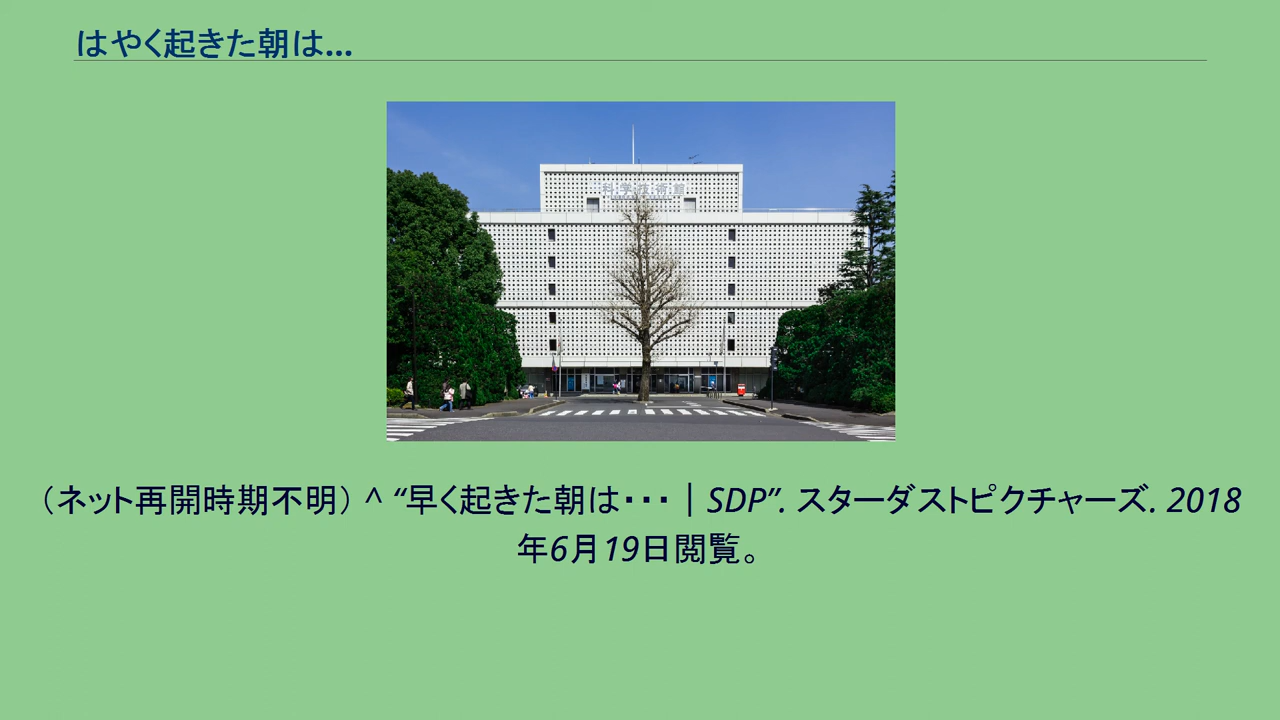 はやく起きた朝は…
科学技術館
（ネット再開時期不明） ^ “早く起きた朝は・・・｜SDP”. スターダストピクチャーズ. 2018
年6月19日閲覧。